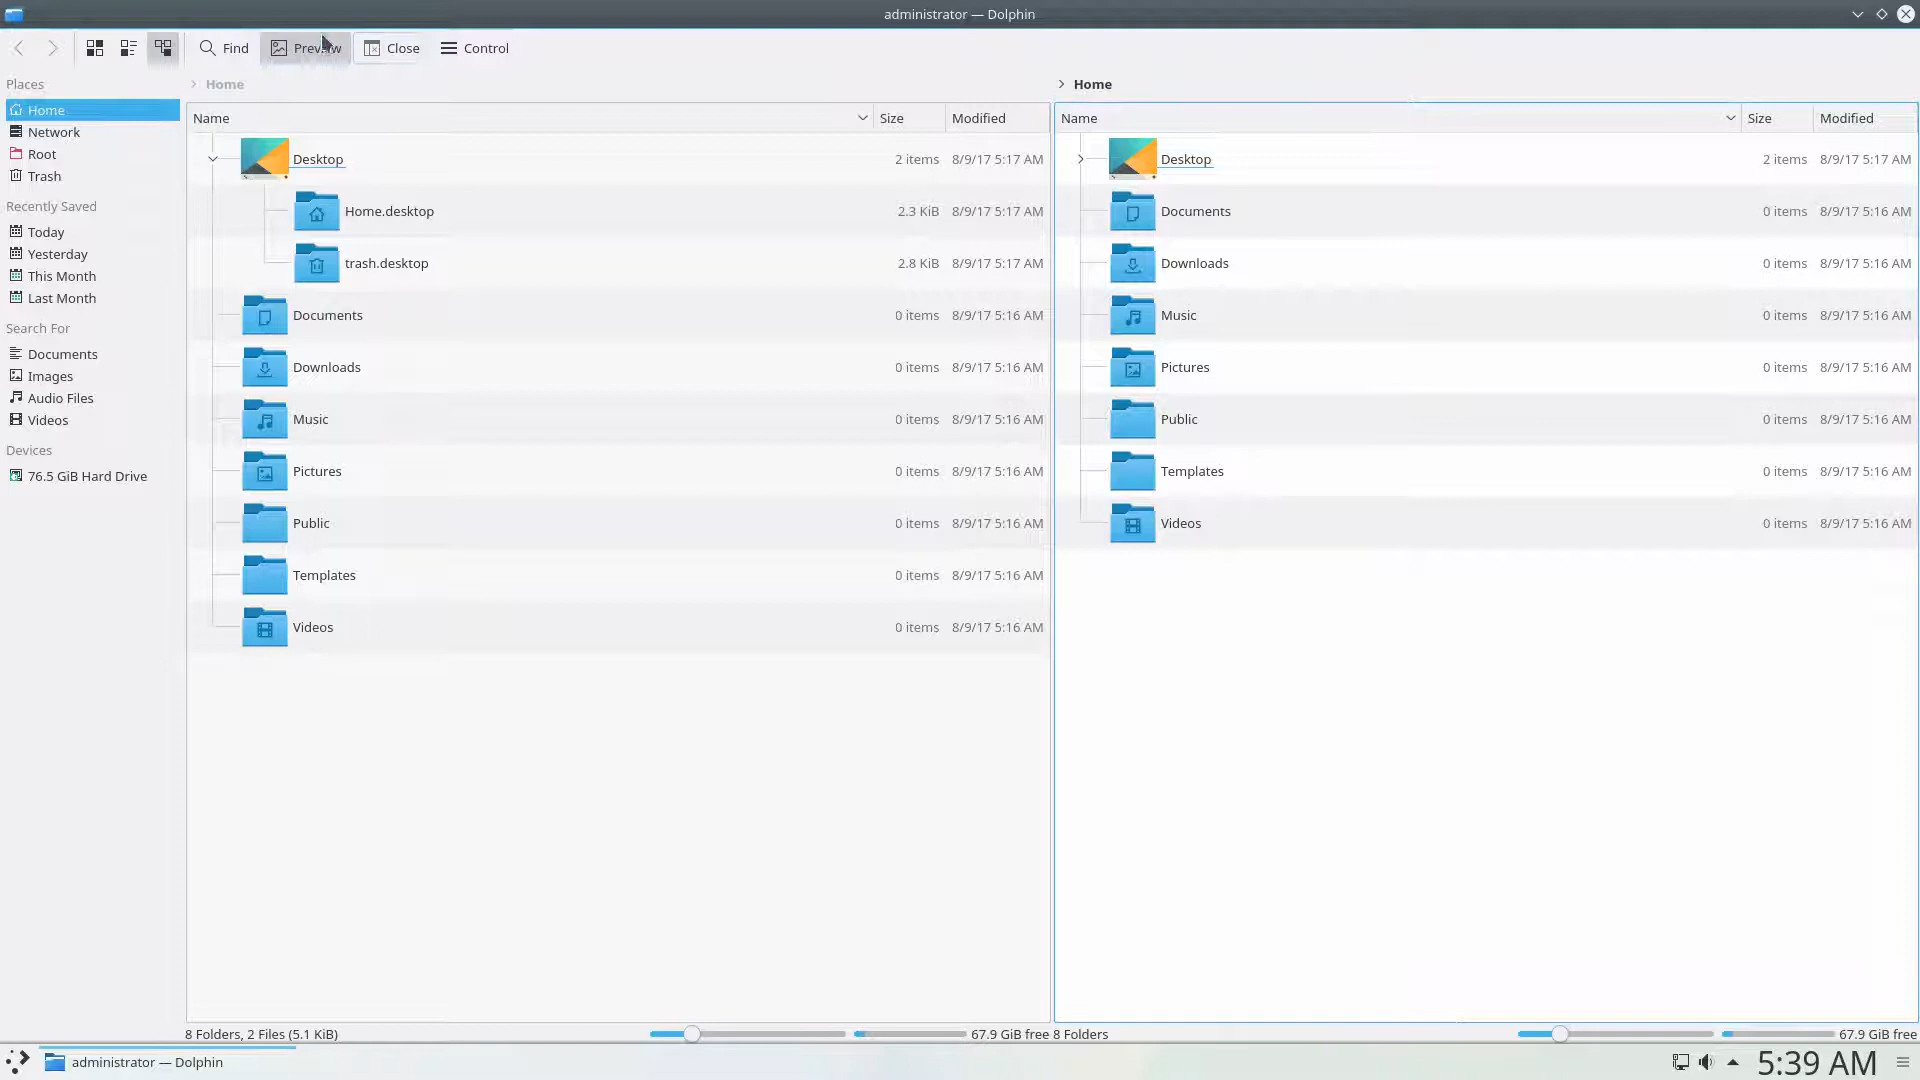 administrator — Dolphin
Find
Preview
Close
Control
Places
Home
Network
Root
Trash
Recently Saved
Today
Yesterday
This Month
Last Month
Search For
Documents
Images
Audio Files
Videos
Devices
76.5 GiB Hard Drive
Home
Name Size Modified
Desktop 2 items 8/9/17 5:17 AM
Home.desktop 2.3 KiB 8/9/17 5:17 AM
trash.desktop 2.8 KiB 8/9/17 5:17 AM
Documents 0 items 8/9/17 5:16 AM
Downloads 0 items 8/9/17 5:16 AM
Music 0 items 8/9/17 5:16 AM
Pictures 0 items 8/9/17 5:16 AM
Public 0 items 8/9/17 5:16 AM
Templates 0 items 8/9/17 5:16 AM
Videos 0 items 8/9/17 5:16 AM
8 Folders, 2 Files (5.1 KiB)
67.9 GiB free
Home
Name Size Modified
Desktop 2 items 8/9/17 5:17 AM
Documents 0 items 8/9/17 5:16 AM
Downloads 0 items 8/9/17 5:16 AM
Music 0 items 8/9/17 5:16 AM
Pictures 0 items 8/9/17 5:16 AM
Public 0 items 8/9/17 5:16 AM
Templates 0 items 8/9/17 5:16 AM
Videos 0 items 8/9/17 5:16 AM
8 Folders
67.9 GiB free
administrator — Dolphin
5:39 AM